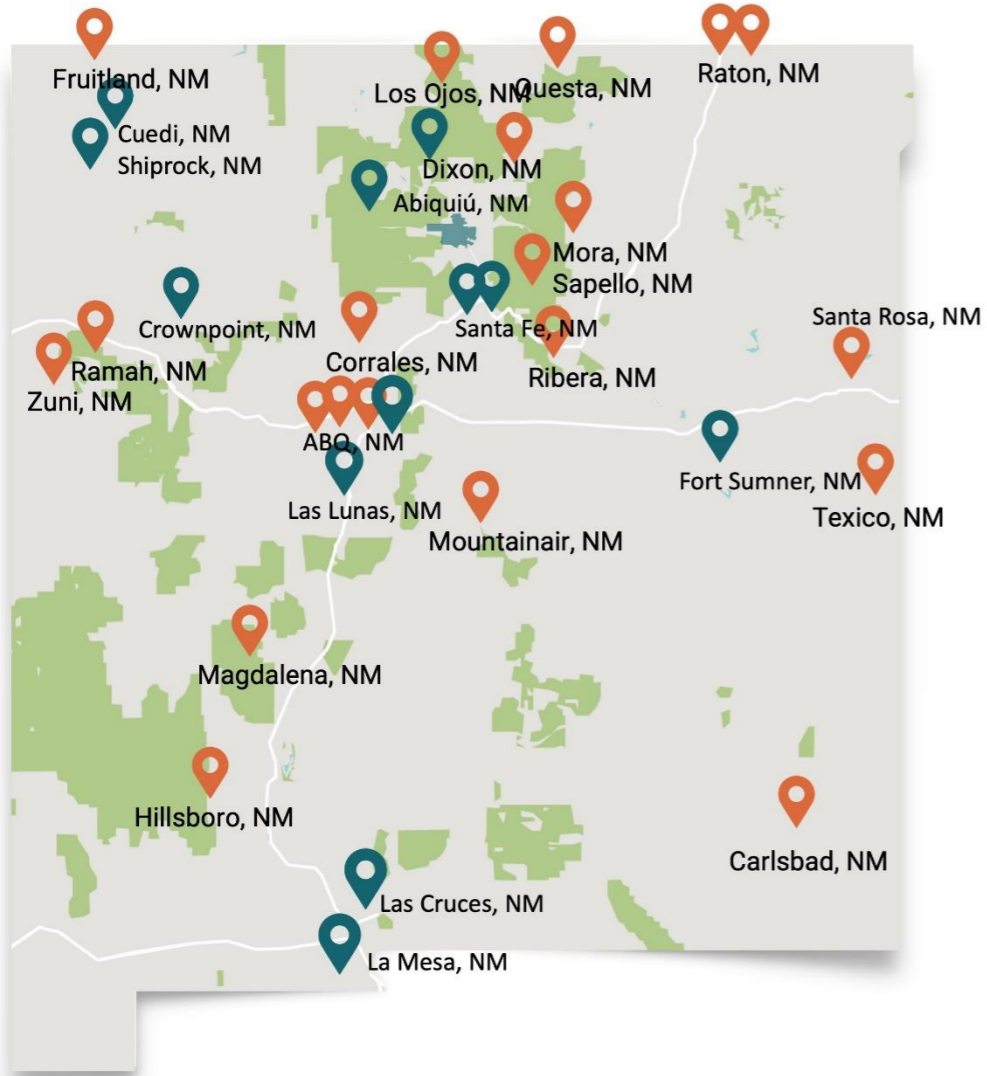 Fruitland, NM
Los Ojos, NM
Questa, NM
Raton, NM
Cuedi, NM
Shiprock, NM
Dixon, NM
Abiquiú, NM
Mora, NM
Sapello, NM
Crownpoint, NM
Santa Fe, NM
Santa Rosa, NM
Corrales, NM
Ramah, NM
Ribera, NM
Zuni, NM
ABQ, NM
Fort Sumner, NM
Las Lunas, NM
Texico, NM
Mountainair, NM
Magdalena, NM
Hillsboro, NM
Carlsbad, NM
Las Cruces, NM
La Mesa, NM